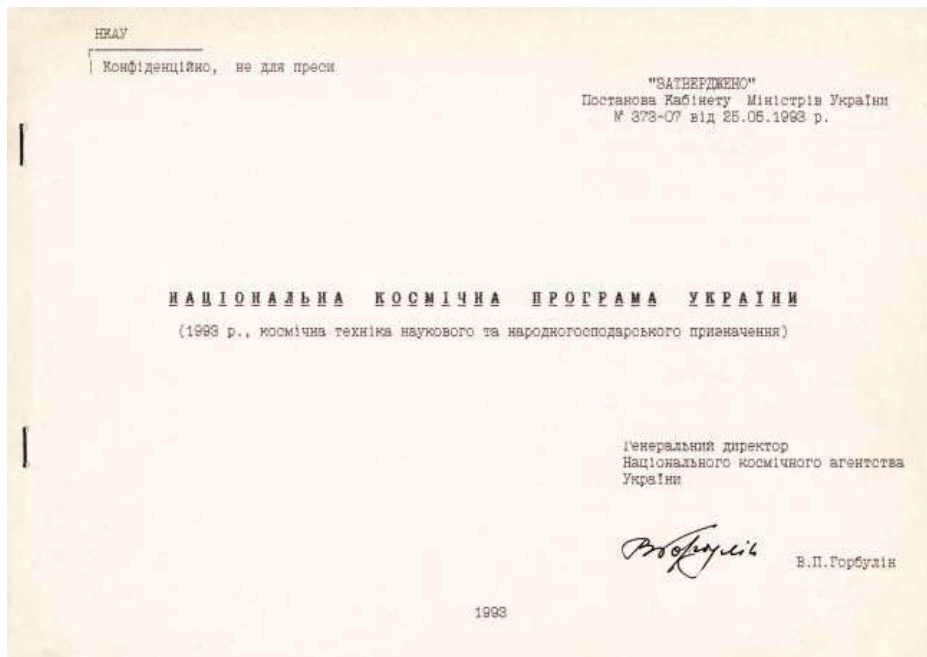 НКАУ
Конфіденційно, не для преси
"ЗАТВЕРДЖЕНО"
Постанова Кабінету Міністрів України
№ 373-07 від 25.05.1993 р.
НАЦІОНАЛЬНА КОСМІЧНА ПРОГРАМА УКРАЇНИ
(1993 р., космічна техніка наукового та народногосподарського призначення)
Генеральний директор
Національного космічного агентства
України
В.П.Горбулін
1993